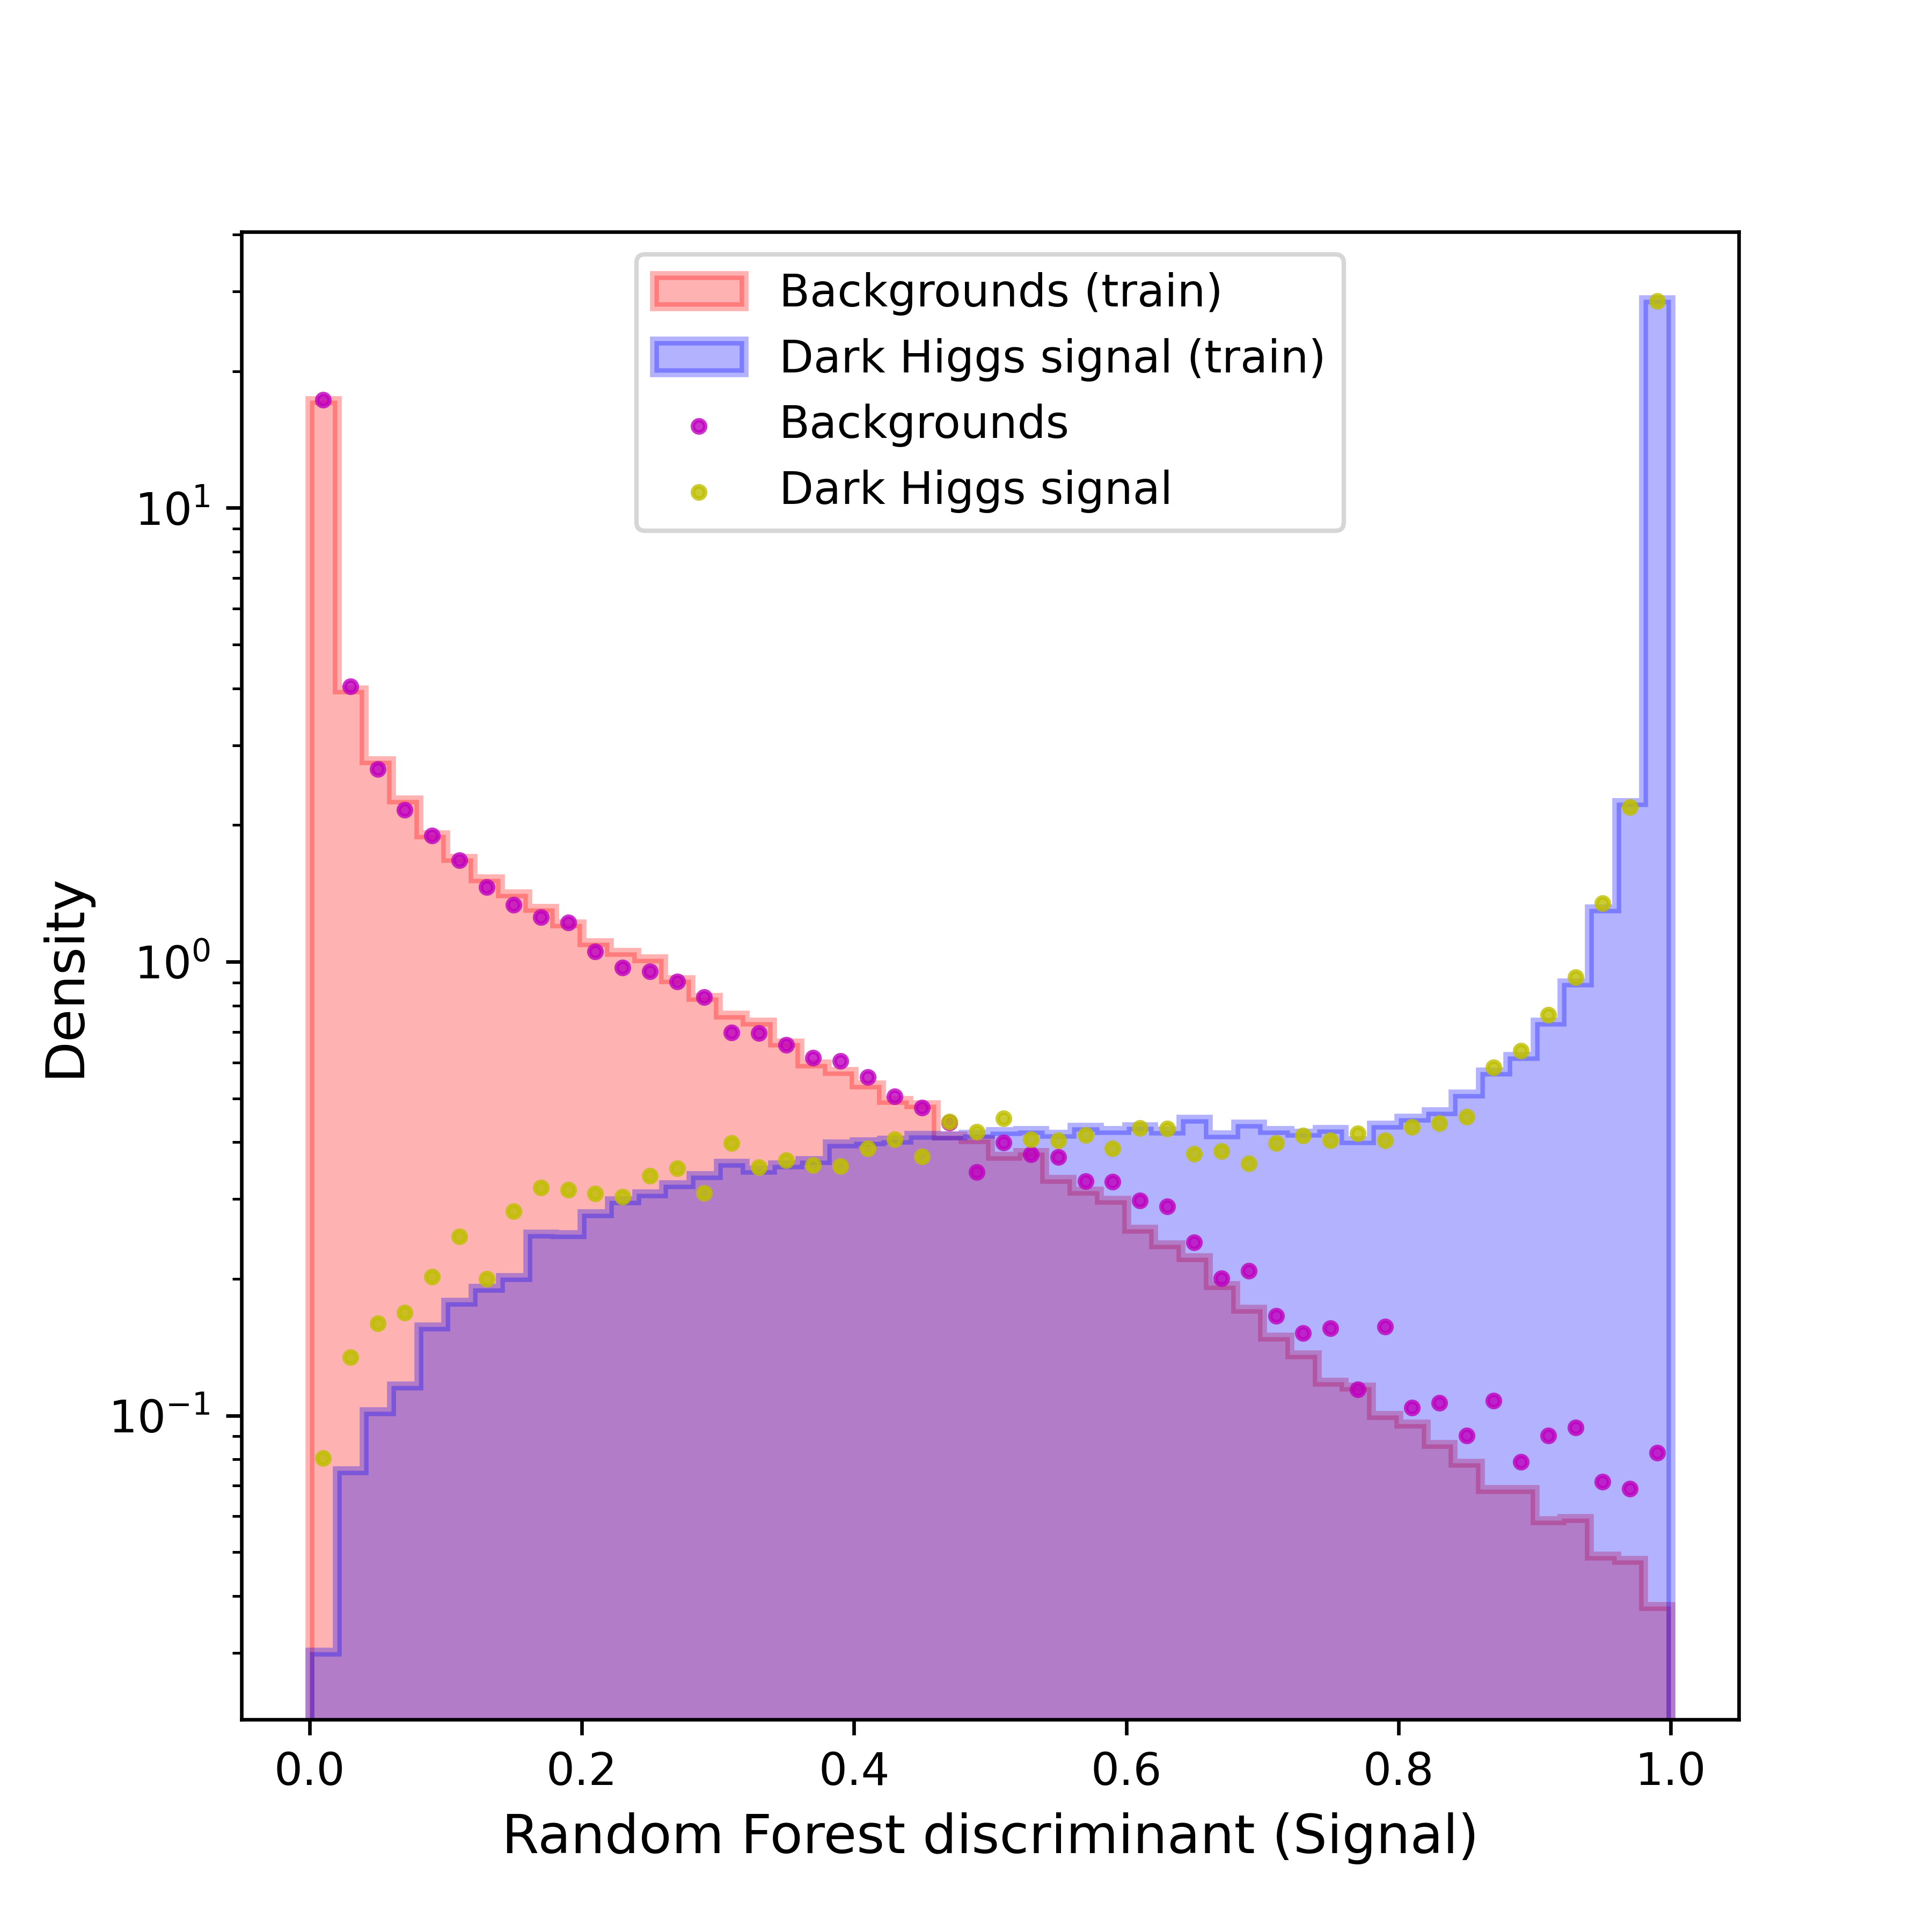 Backgrounds (train)
Dark Higgs signal (train)
Backgrounds
Dark Higgs signal
10¹
10⁰
10⁻¹
Density
0.0 0.2 0.4 0.6 0.8 1.0
Random Forest discriminant (Signal)